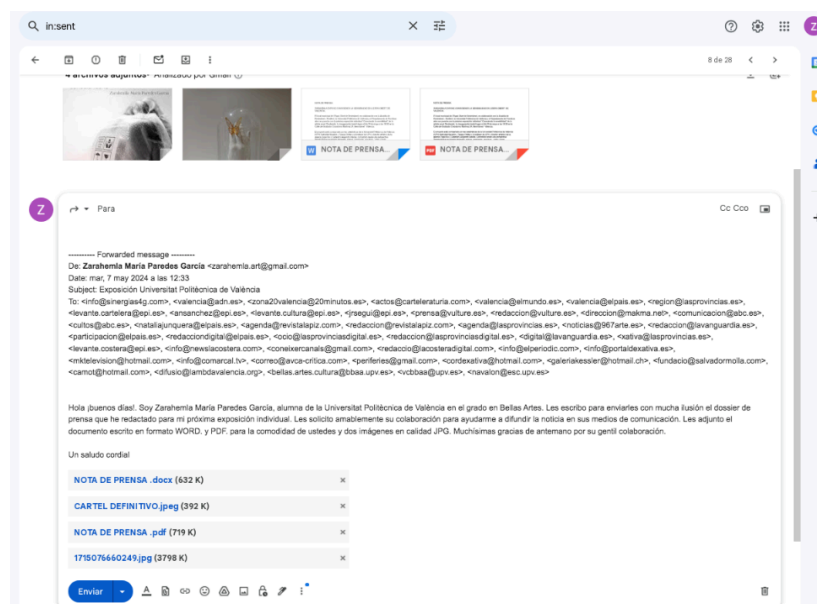 in:sent
Z
8 de 28
4 archivos adjuntos• Analizado por Gmail
NOTA DE PRENSA...
NOTA DE PRENSA...
Z
Para
Cc Cco
---------- Forwarded message ---------
De: Zarahemla María Paredes García <zarahemla.art@gmail.com>
Date: mar, 7 may 2024 a las 12:33
Subject: Exposición Universitat Politècnica de València
To: <info@sinergias4g.com>, <valencia@adn.es>, <zona20valencia@20minutos.es>, <actos@carteleraturia.com>, <valencia@elmundo.es>, <valencia@elpais.es>, <region@lasprovincias.es>,
<levante.cartelera@epi.es>, <ansanchez@epi.es>, <levante.cultura@epi.es>, <jrsegui@epi.es>, <prensa@vulture.es>, <redaccion@vulture.es>, <direccion@makma.net>, <comunicacion@abc.es>,
<cultos@abc.es>, <nataliajunquera@elpais.es>, <agenda@revistalapiz.com>, <redaccion@revistalapiz.com>, <agenda@lasprovincias.es>, <noticias@967arte.es>, <redaccion@lavanguardia.es>,
<participacion@elpais.es>, <redacciondigital@elpais.es>, <ocio@lasprovinciasdigital.es>, <redaccion@lasprovinciasdigital.es>, <digital@lavanguardia.es>, <xativa@lasprovincias.es>,
<levante.costera@epi.es>, <info@newslacostera.com>, <coneixercanals@gmail.com>, <redaccio@lacosteradigital.com>, <info@elperiodic.com>, <info@portaldexativa.es>,
<mktelevision@hotmail.com>, <info@comarcal.tv>, <correo@avca-critica.com>, <periferies@gmail.com>, <cordexativa@hotmail.com>, <galeriakessler@hotmail.ch>, <fundacio@salvadormolla.com>,
<camot@hotmail.com>, <difusio@lambdavalencia.org>, <bellas.artes.cultura@bbaa.upv.es>, <vcbbaa@upv.es>, <navalon@esc.upv.es>
Hola ¡buenos días!. Soy Zarahemla María Paredes García, alumna de la Universitat Politècnica de València en el grado en Bellas Artes. Les escribo para enviarles con mucha ilusión el dossier de
prensa que he redactado para mi próxima exposición individual. Les solicito amablemente su colaboración para ayudarme a difundir la noticia en sus medios de comunicación. Les adjunto el
documento escrito en formato WORD. y PDF. para la comodidad de ustedes y dos imágenes en calidad JPG. Muchísimas gracias de antemano por su gentil colaboración.
Un saludo cordial
NOTA DE PRENSA .docx (632 K)
CARTEL DEFINITIVO.jpeg (392 K)
NOTA DE PRENSA .pdf (719 K)
1715076660249.jpg (3798 K)
Enviar